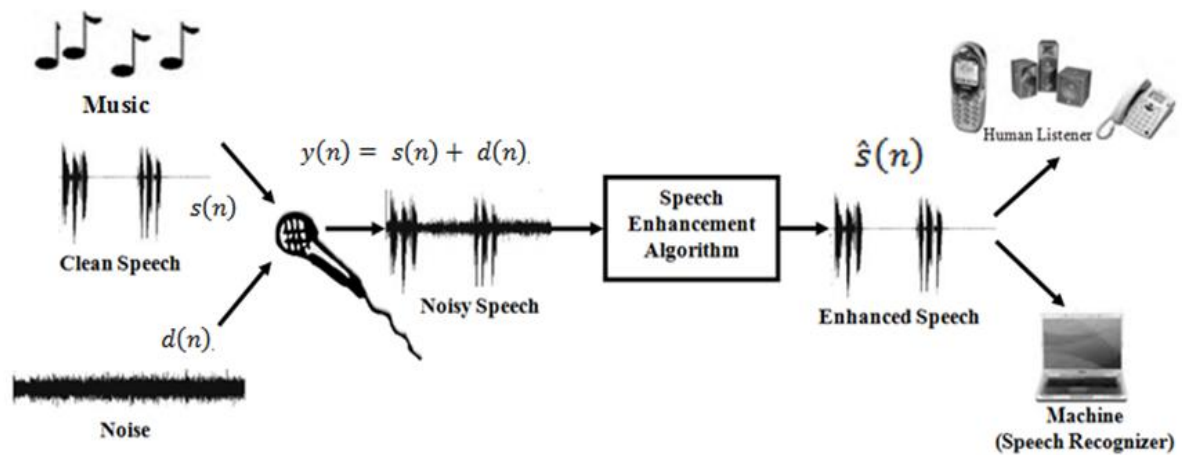 Music
s(n)
Clean Speech
d(n).
Noise
y(n) = s(n) + d(n).
Noisy Speech
Speech
Enhancement
Algorithm
ŝ(n)
Enhanced Speech
Human Listener
Machine
(Speech Recognizer)